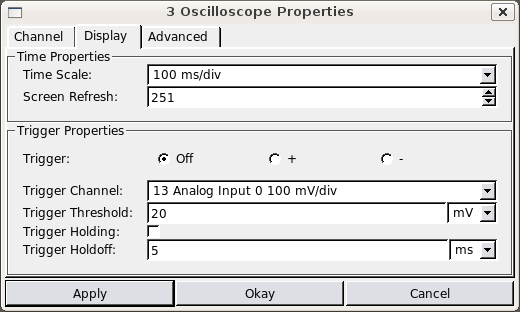 3 Oscilloscope Properties
Channel Display Advanced
Time Properties
Time Scale: 100 ms/div
Screen Refresh: 251
Trigger Properties
Trigger: Off + -
Trigger Channel: 13 Analog Input 0 100 mV/div
Trigger Threshold: 20 mV
Trigger Holding:
Trigger Holdoff: 5 ms
Apply Okay Cancel